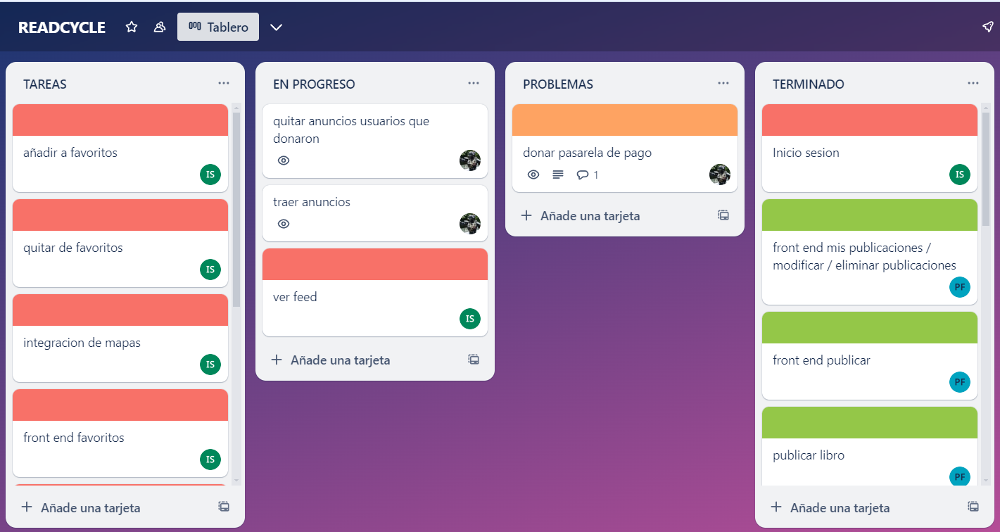 READCYCLE
Tablero
TAREAS
añadir a favoritos
IS
quitar de favoritos
IS
integracion de mapas
IS
front end favoritos
IS
Añade una tarjeta
EN PROGRESO
quitar anuncios usuarios que
donaron
traer anuncios
ver feed
IS
Añade una tarjeta
PROBLEMAS
donar pasarela de pago
1
Añade una tarjeta
TERMINADO
Inicio sesion
IS
front end mis publicaciones /
modificar / eliminar publicaciones
PF
front end publicar
PF
publicar libro
PF
Añade una tarjeta